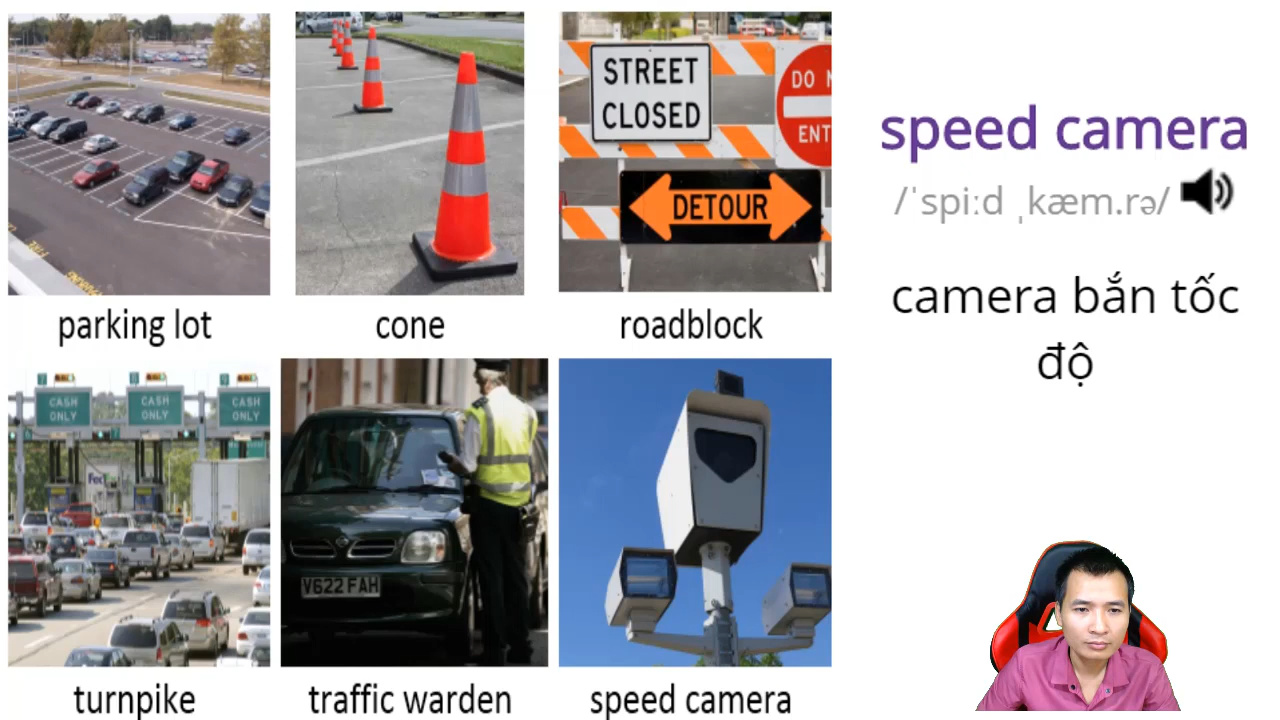 STREET
CLOSED
DO
ENT
DETOUR
parking lot
cone
roadblock
CASH
ONLY
CASH
ONLY
CASH
ONLY
FedEx
V622 FAH
turnpike
traffic warden
speed camera
speed camera
/ˈspiːd ˌkæm.rə/
camera bắn tốc
độ